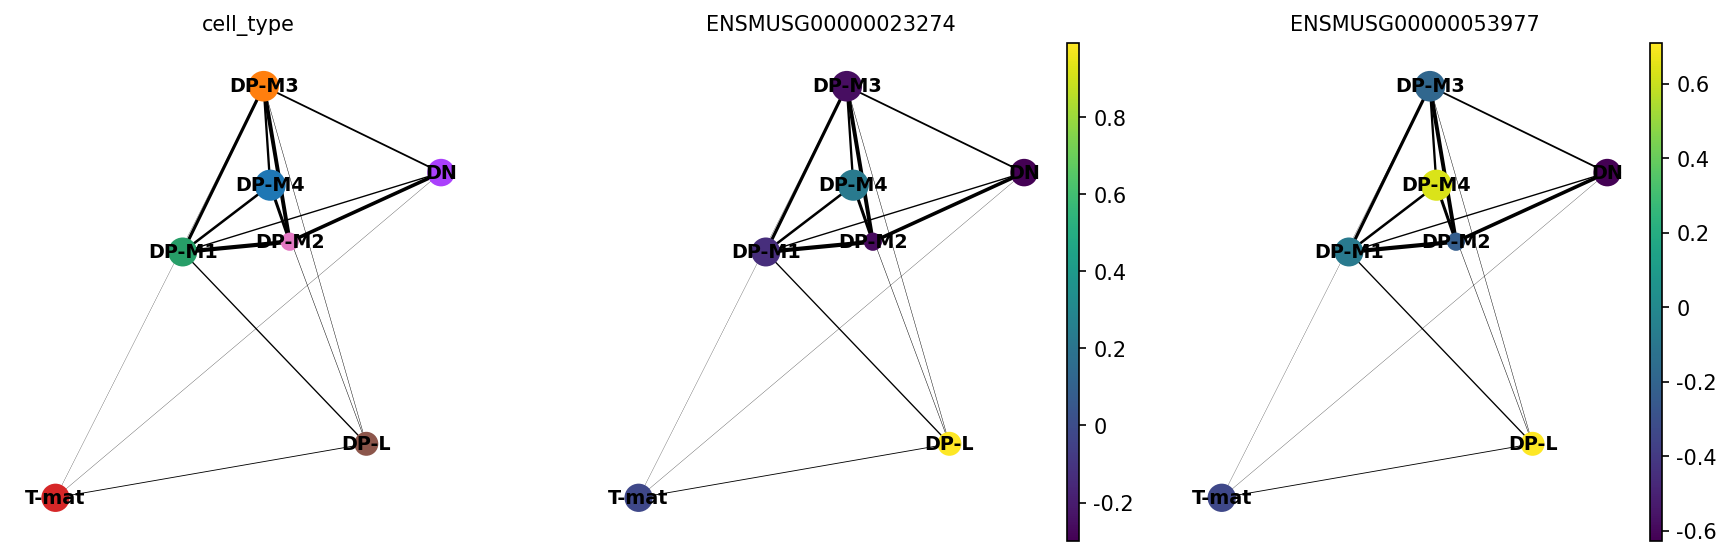 cell_type
DP-M3
DN
DP-M4
DP-M2
DP-M1
DP-L
T-mat
ENSMUSG00000023274
DP-M3
DN
DP-M4
DP-M2
DP-M1
DP-L
T-mat
0.8
0.6
0.4
0.2
0
-0.2
ENSMUSG00000053977
DP-M3
DN
DP-M4
DP-M2
DP-M1
DP-L
T-mat
0.6
0.4
0.2
0
-0.2
-0.4
-0.6